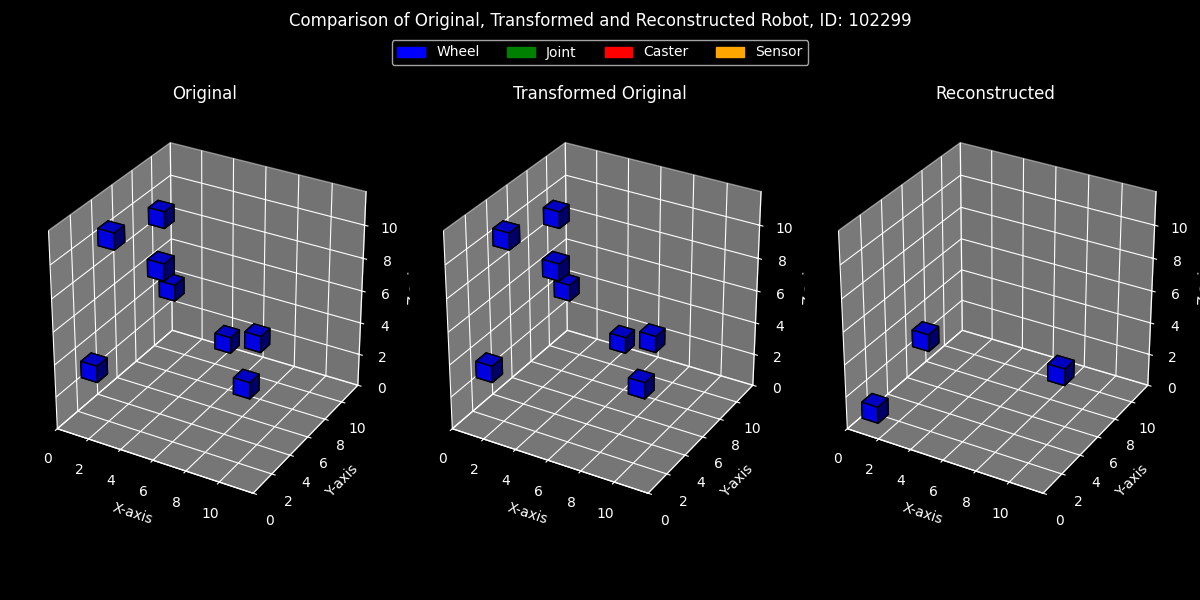 Comparison of Original, Transformed and Reconstructed Robot, ID: 102299
Wheel Joint Caster Sensor
Original Transformed Original Reconstructed
10 10 10
8 8 8
6 6 6
4 4 4
2 2 2
0 0 0
10 10 10
8 8 8
0 6 0 6 0 6
2 4 2 4 2 4
4 2 4 2 4 2
6 0 6 0 6 0
8 8 8
10 10 10
X-axis Y-axis X-axis Y-axis X-axis Y-axis